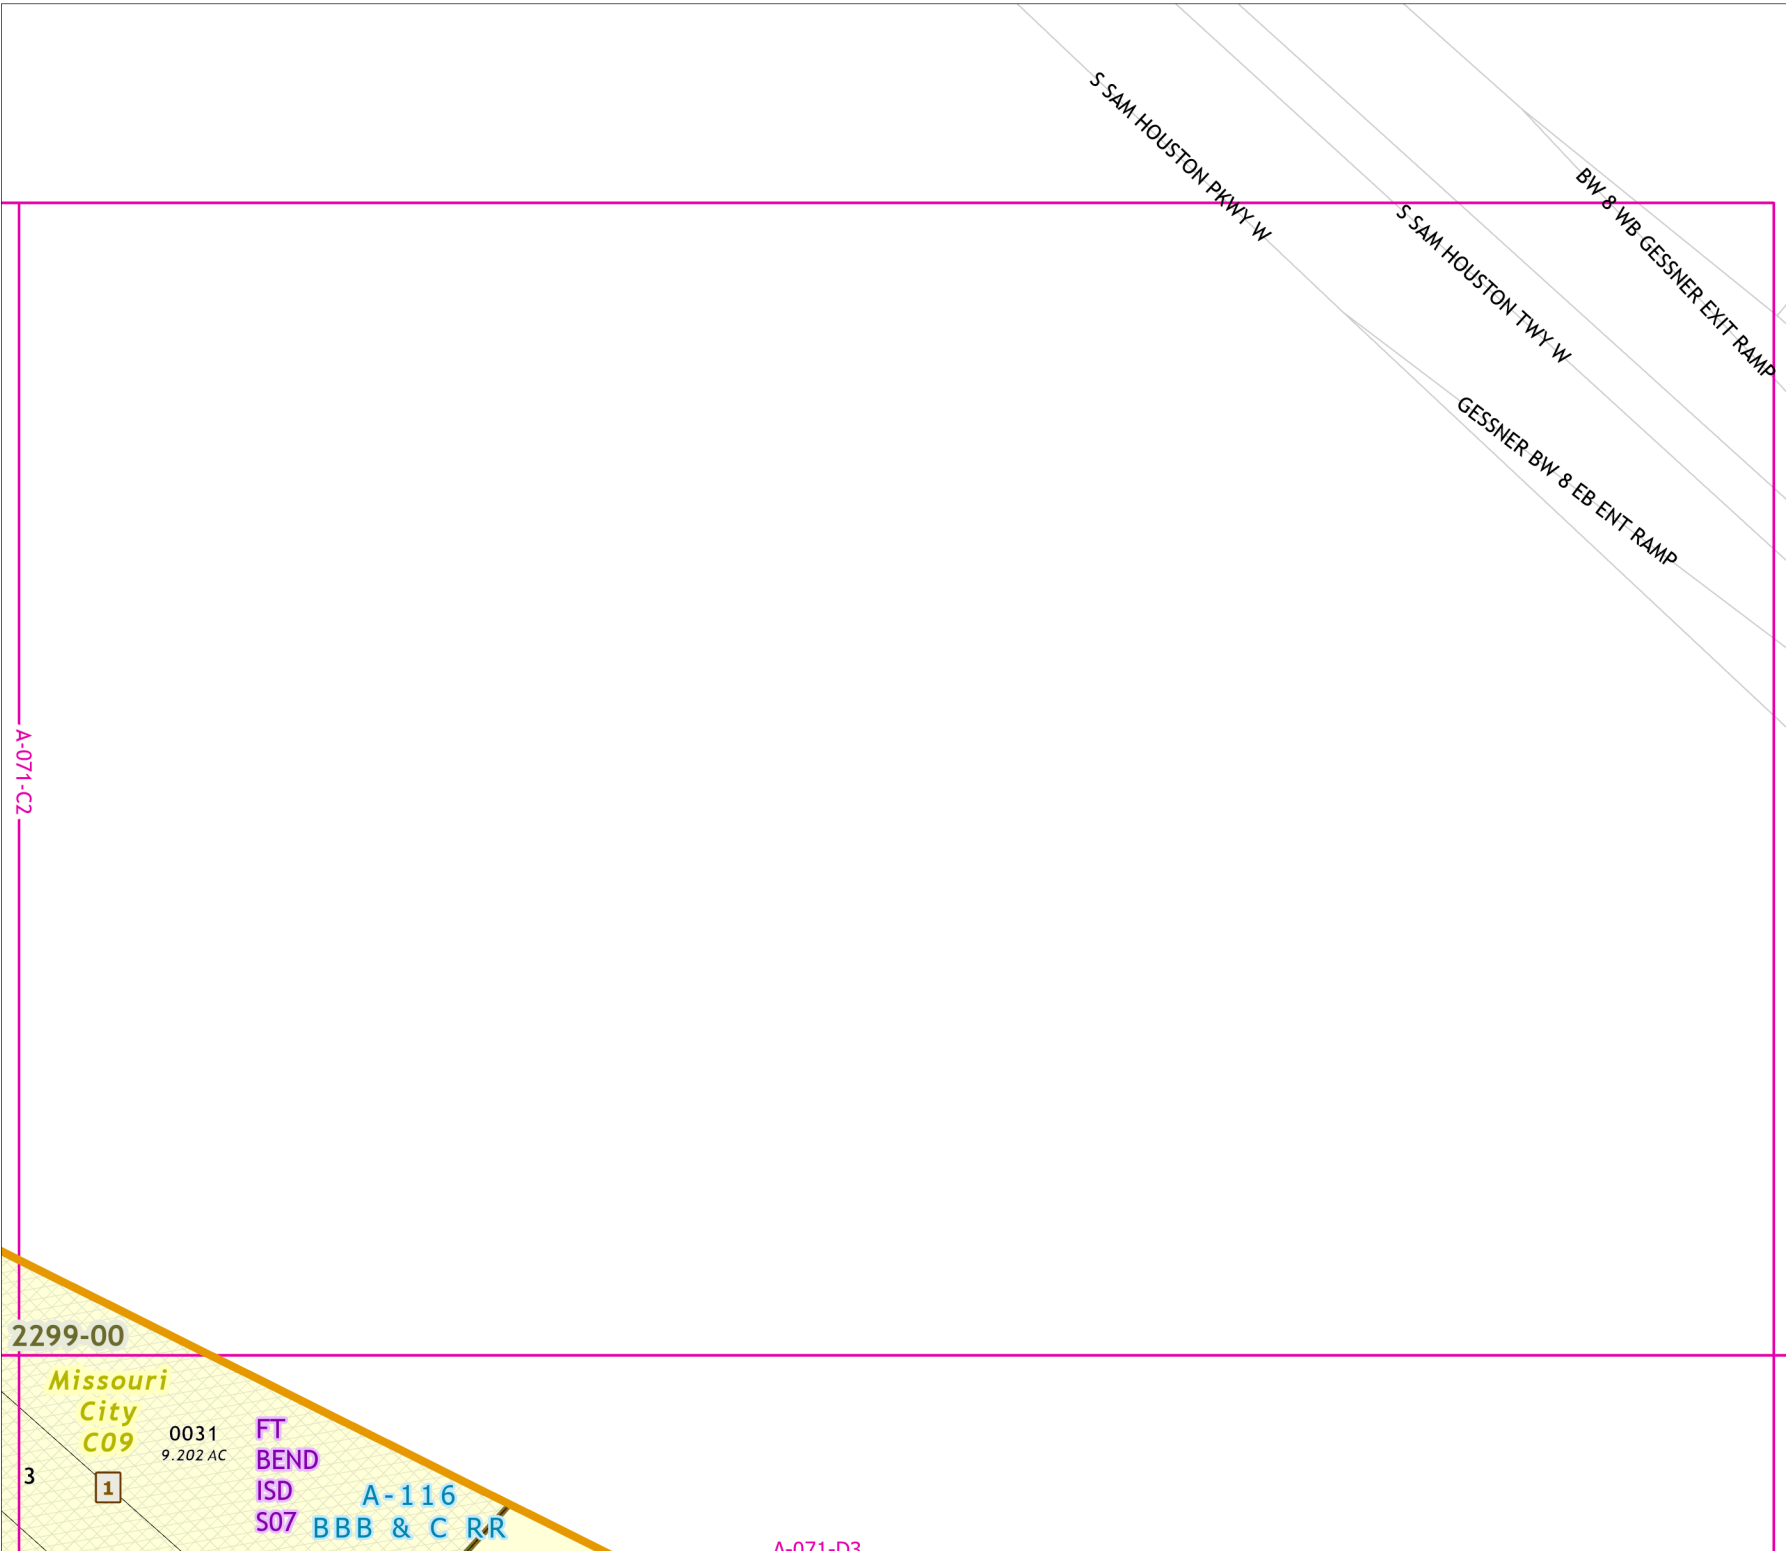 S SAM HOUSTON PKWY W
BW 8 WB GESSNER EXIT RAMP
S SAM HOUSTON TWY W
GESSNER BW 8 EB ENT RAMP
A-071-C2
2299-00
Missouri
City
C09
0031
9.202 AC
FT
BEND
ISD
S07
3
1
A-116
BBB & C RR
A-071-D3